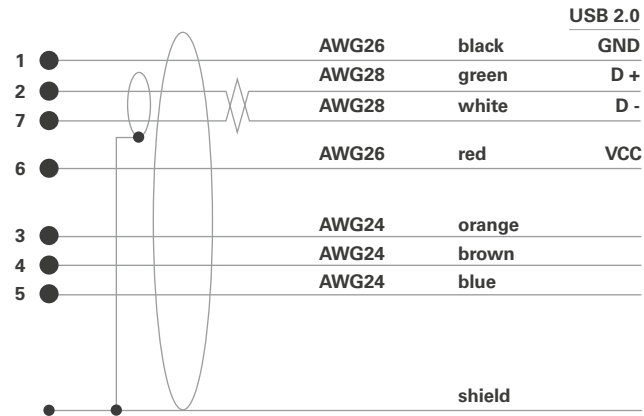 USB 2.0
1 AWG26 black GND
2 AWG28 green D +
7 AWG28 white D -
6 AWG26 red VCC
3 AWG24 orange
4 AWG24 brown
5 AWG24 blue
shield